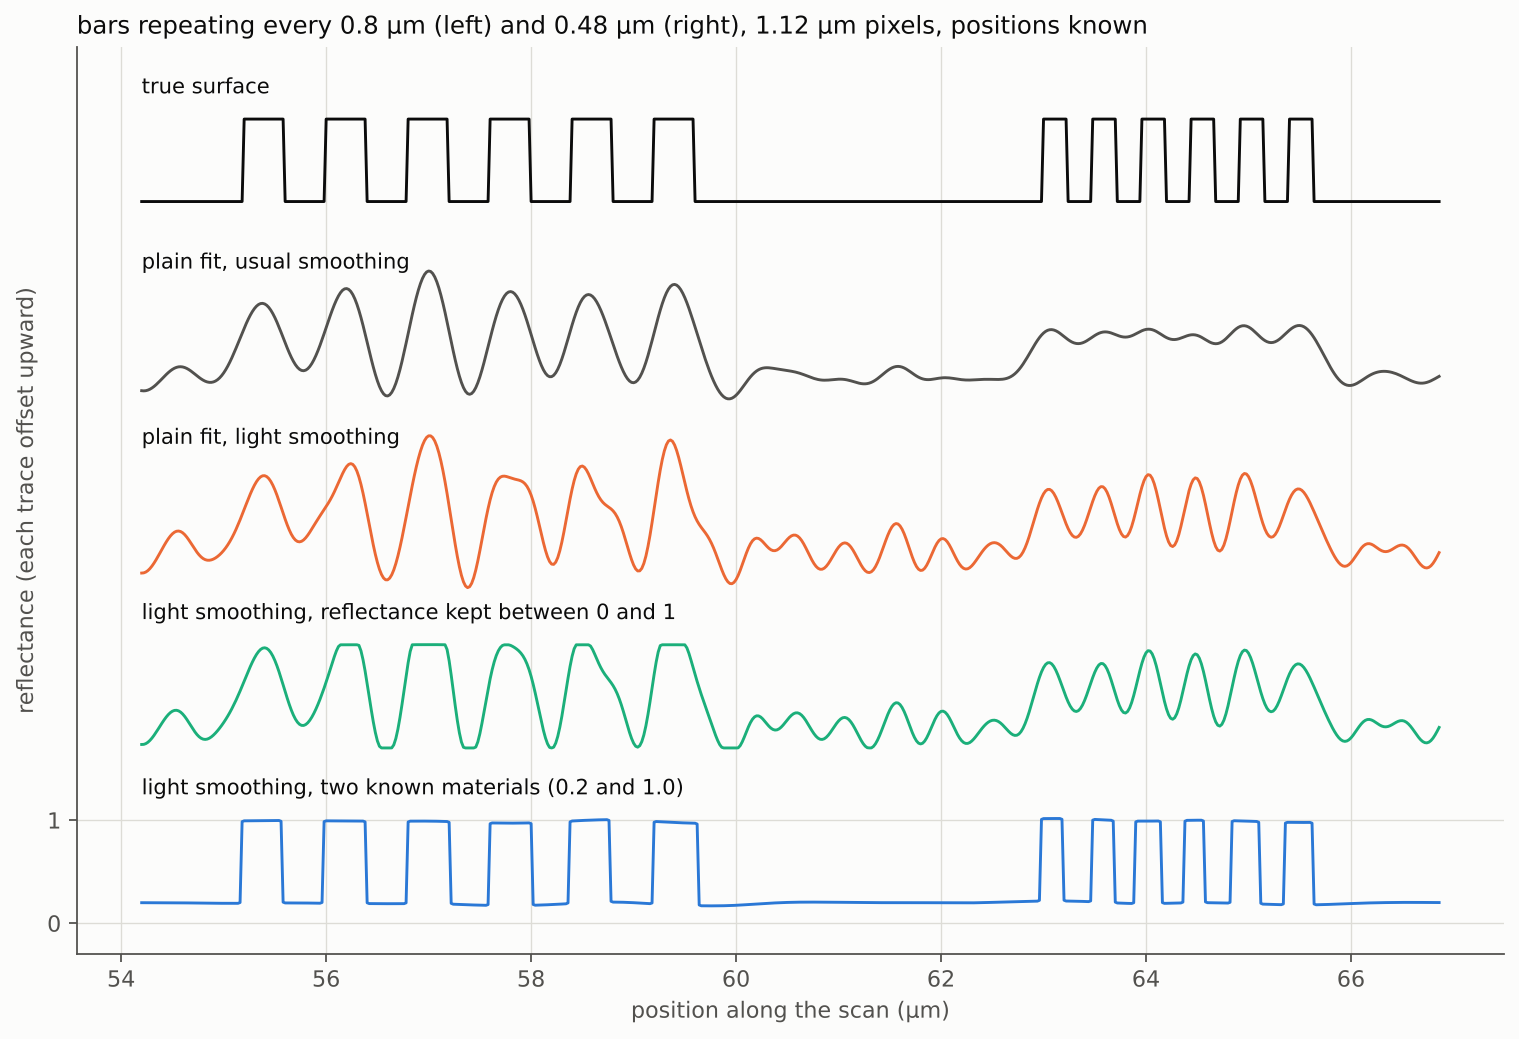 bars repeating every 0.8 µm (left) and 0.48 µm (right), 1.12 µm pixels, positions known
true surface
plain fit, usual smoothing
plain fit, light smoothing
light smoothing, reflectance kept between 0 and 1
light smoothing, two known materials (0.2 and 1.0)
reflectance (each trace offset upward)
1
0
54 56 58 60 62 64 66
position along the scan (µm)